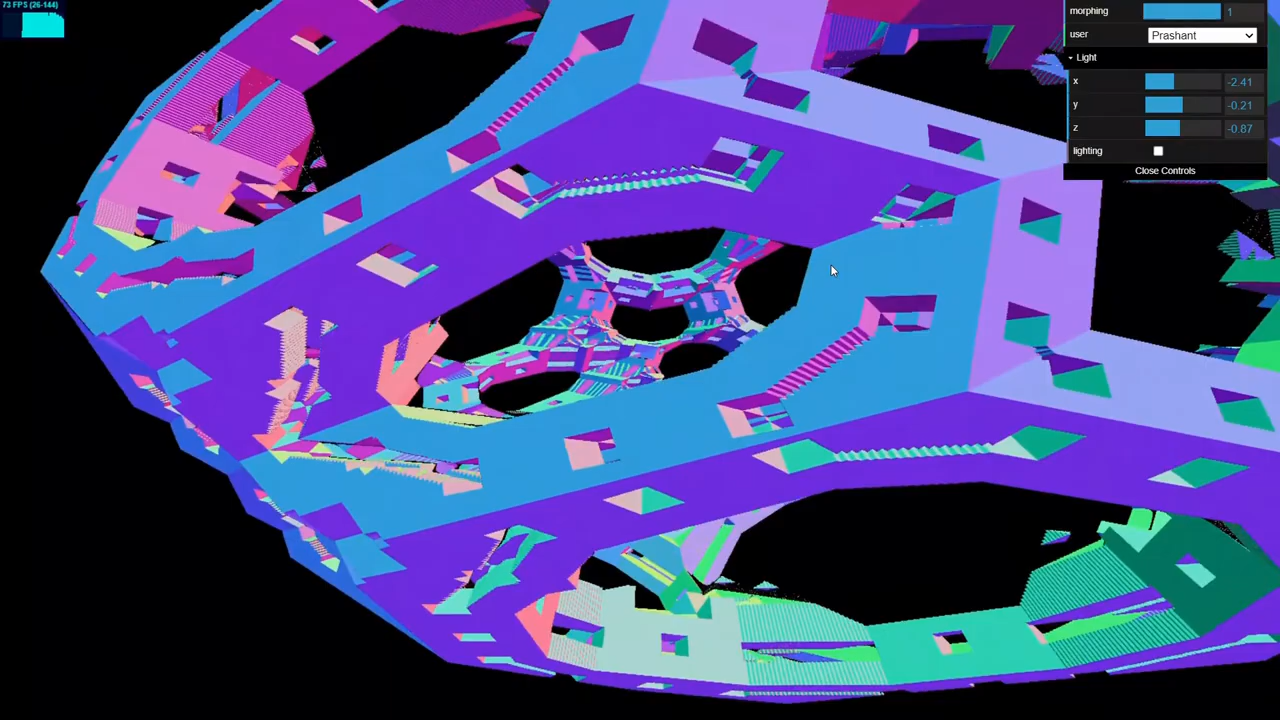 73 FPS (26-144)
morphing 1
user Prashant
Light
x -2.41
y -0.21
z -0.87
lighting
Close Controls